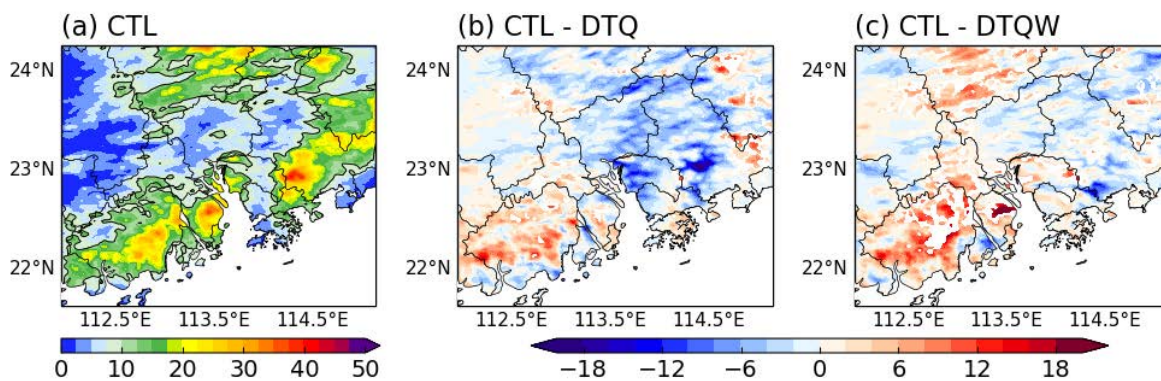 (a) CTL
(b) CTL - DTQ
(c) CTL - DTQW
24°N
23°N
22°N
112.5°E 113.5°E 114.5°E
24°N
23°N
22°N
112.5°E 113.5°E 114.5°E
24°N
23°N
22°N
112.5°E 113.5°E 114.5°E
0 10 20 30 40 50
−18 −12 −6 0 6 12 18